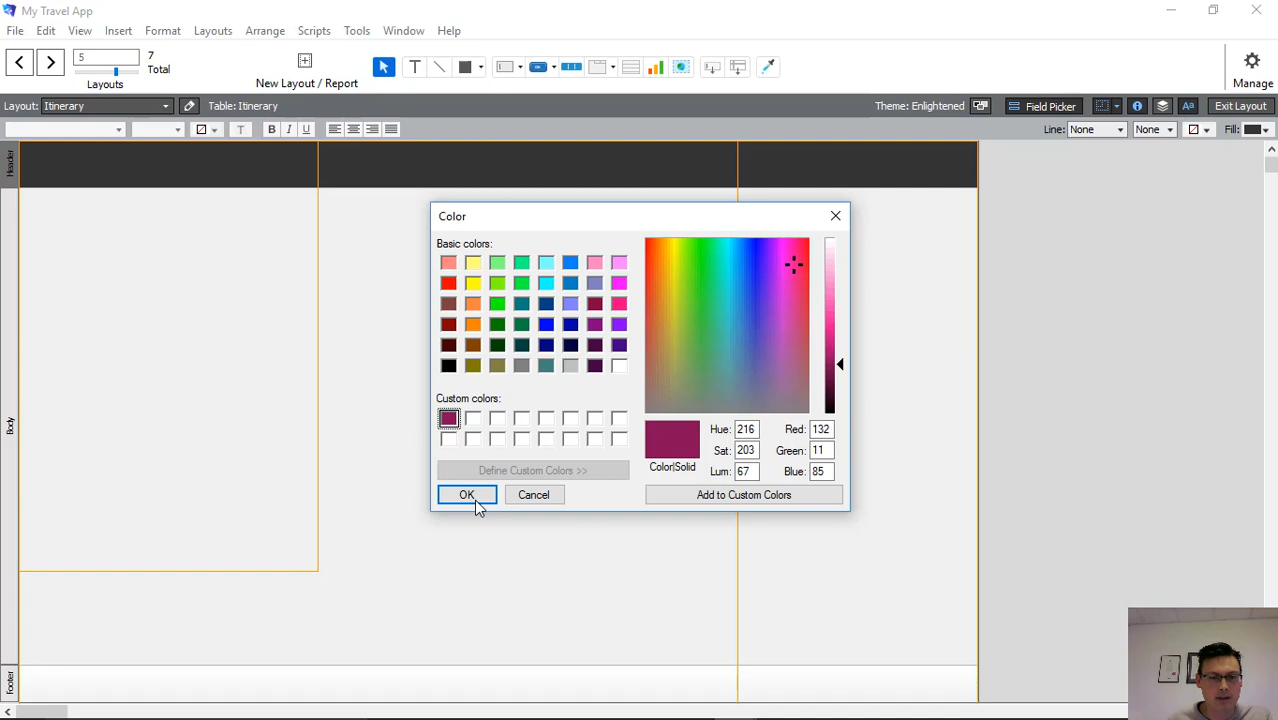 My Travel App
File Edit View Insert Format Layouts Arrange Scripts Tools Window Help
5
7
Total
Layouts
New Layout / Report
T
Manage
Layout: Itinerary
Table: Itinerary
Theme: Enlightened
Field Picker
Aa
Exit Layout
T B I U
Line: None None Fill:
Header
Body
Footer
Color
Basic colors:
Custom colors:
Define Custom Colors >>
OK Cancel
Color|Solid
Hue: 216 Red: 132
Sat: 203 Green: 11
Lum: 67 Blue: 85
Add to Custom Colors